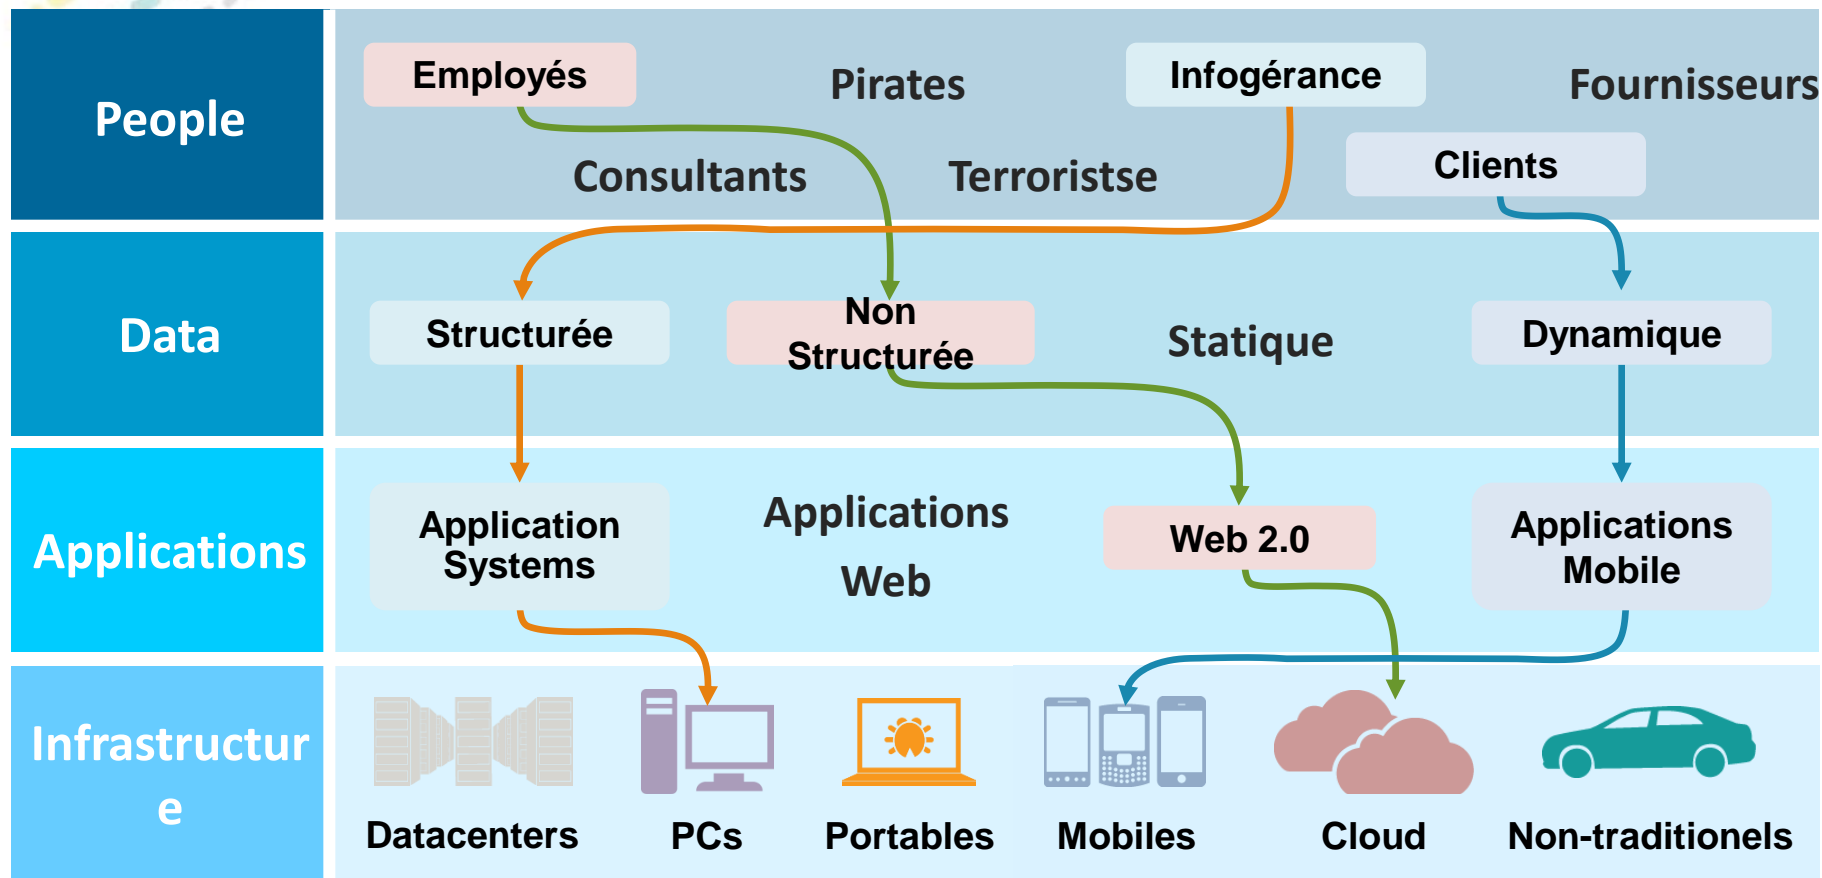 People
Employés
Pirates
Infogérance
Fournisseurs
Consultants
Terroristse
Clients
Data
Structurée
Non
Structurée
Statique
Dynamique
Applications
Application
Systems
Applications
Web
Web 2.0
Applications
Mobile
Infrastructur
e
Datacenters
PCs
Portables
Mobiles
Cloud
Non-traditionels